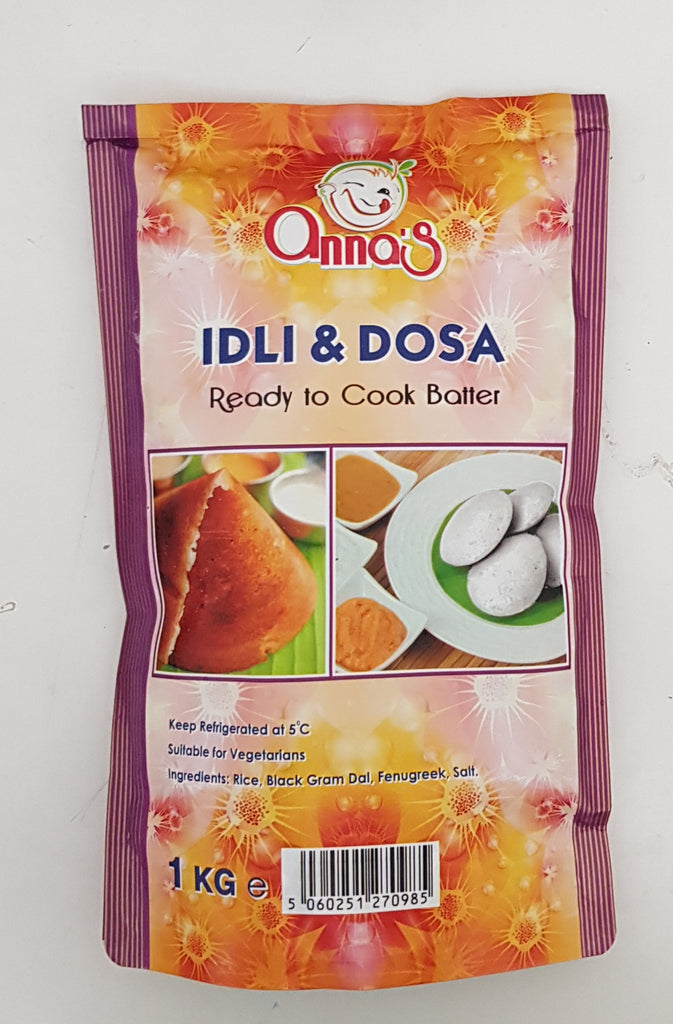 Anna's
IDLI & DOSA
Ready to Cook Batter
Keep Refrigerated at 5°C
Suitable for Vegetarians
Ingredients: Rice, Black Gram Dal, Fenugreek, Salt.
1 KG e
5 060251 270985